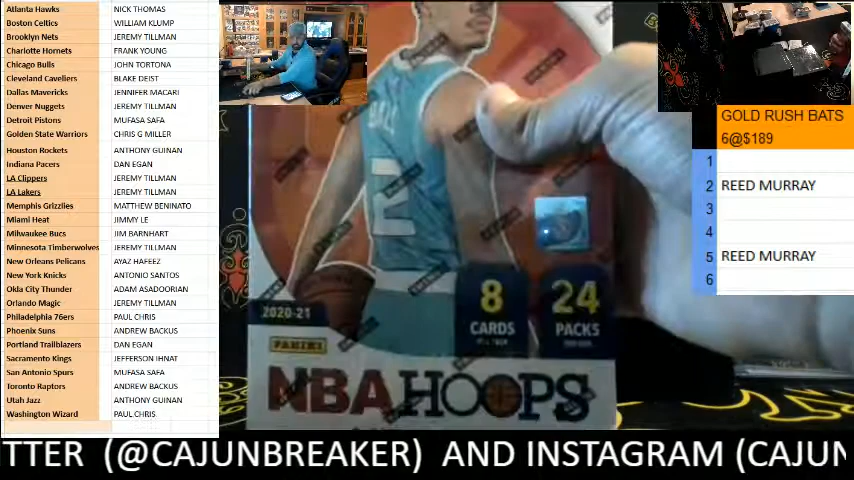 Atlanta Hawks NICK THOMAS
Boston Celtics WILLIAM KLUMP
Brooklyn Nets JEREMY TILLMAN
Charlotte Hornets FRANK YOUNG
Chicago Bulls JOHN TORTONA
Cleveland Caveliers BLAKE DEIST
Dallas Mavericks JENNIFER MACARI
Denver Nuggets JEREMY TILLMAN
Detroit Pistons MUFASA SAFA
Golden State Warriors CHRIS G MILLER
Houston Rockets ANTHONY GUINAN
Indiana Pacers DAN EGAN
LA Clippers JEREMY TILLMAN
LA Lakers JEREMY TILLMAN
Memphis Grizzlies MATTHEW BENINATO
Miami Heat JIMMY LE
Milwaukee Bucs JIM BARNHART
Minnesota Timberwolves JEREMY TILLMAN
New Orleans Pelicans AYAZ HAFEEZ
New York Knicks ANTONIO SANTOS
Okla City Thunder ADAM ASADOORIAN
Orlando Magic JEREMY TILLMAN
Philadelphia 76ers PAUL CHRIS
Phoenix Suns ANDREW BACKUS
Portland Trailblazers DAN EGAN
Sacramento Kings JEFFERSON IHNAT
San Antonio Spurs MUFASA SAFA
Toronto Raptors ANDREW BACKUS
Utah Jazz ANTHONY GUINAN
Washington Wizard PAUL CHRIS
BALL
2
8 24
CARDS PACKS
2020-21
PANINI
NBA HOOPS
GOLD RUSH BATS
6@$189
1
2 REED MURRAY
3
4
5 REED MURRAY
6
TTER (@CAJUNBREAKER) AND INSTAGRAM (CAJUN